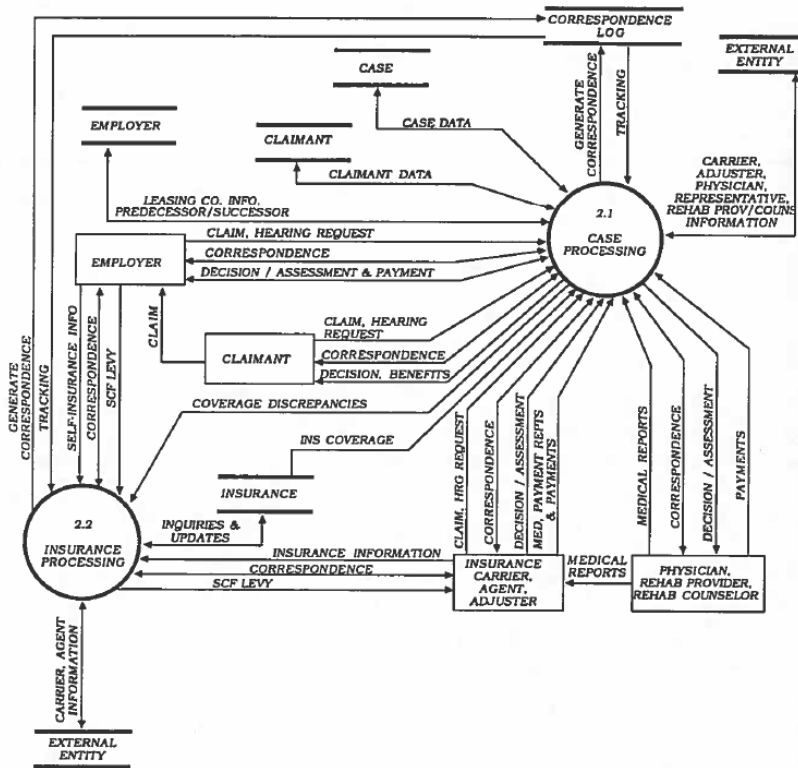 CORRESPONDENCE
LOG
EXTERNAL
ENTITY
CASE
GENERATE
CORRESPONDENCE
TRACKING
EMPLOYER
CASE DATA
CLAIMANT
CLAIMANT DATA
CARRIER,
ADJUSTER,
PHYSICIAN,
REPRESENTATIVE,
REHAB PROV/COUNS
INFORMATION
LEASING CO. INFO,
PREDECESSOR/SUCCESSOR
2.1
CASE
PROCESSING
CLAIM, HEARING REQUEST
CORRESPONDENCE
DECISION / ASSESSMENT & PAYMENT
EMPLOYER
CLAIM
CLAIM, HEARING
REQUEST
CORRESPONDENCE
DECISION, BENEFITS
CLAIMANT
GENERATE
CORRESPONDENCE
TRACKING
SELF-INSURANCE INFO
CORRESPONDENCE
SCF LEVY
COVERAGE DISCREPANCIES
INS COVERAGE
INSURANCE
CLAIM, HRG REQUEST
CORRESPONDENCE
DECISION / ASSESSMENT
MED, PAYMENT REPTS
& PAYMENTS
MEDICAL REPORTS
CORRESPONDENCE
DECISION / ASSESSMENT
PAYMENTS
2.2
INSURANCE
PROCESSING
INQUIRIES &
UPDATES
INSURANCE INFORMATION
CORRESPONDENCE
SCF LEVY
INSURANCE
CARRIER,
AGENT,
ADJUSTER
MEDICAL
REPORTS
PHYSICIAN,
REHAB PROVIDER,
REHAB COUNSELOR
CARRIER, AGENT
INFORMATION
EXTERNAL
ENTITY